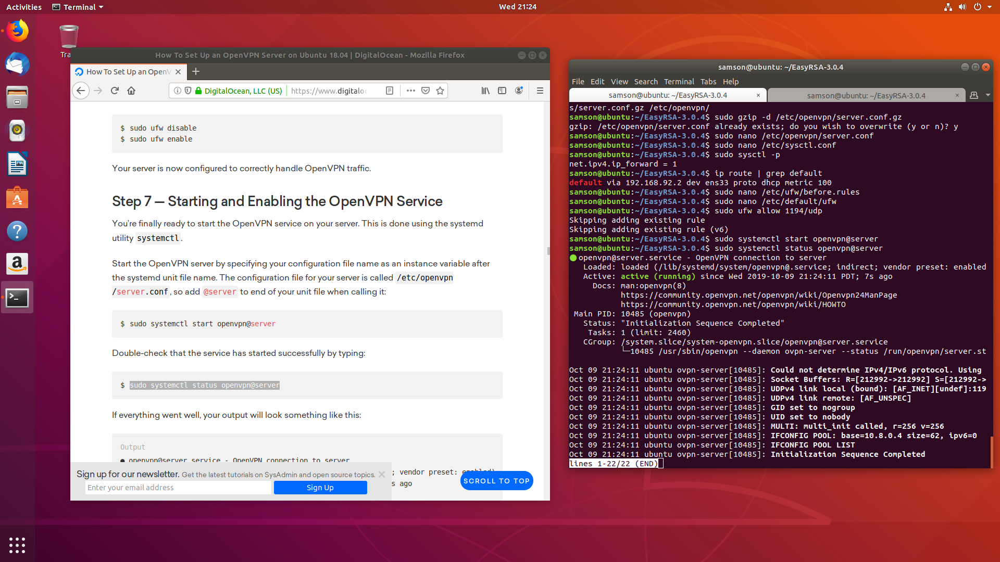 Activities
Terminal
Wed 21:24
Tra
How To Set Up an OpenVPN Server on Ubuntu 18.04 | DigitalOcean - Mozilla Firefox
How To Set Up an OpenV
DigitalOcean, LLC (US)
https://www.digitaloc
$ sudo ufw disable
$ sudo ufw enable
Your server is now configured to correctly handle OpenVPN traffic.
Step 7 — Starting and Enabling the OpenVPN Service
You're finally ready to start the OpenVPN service on your server. This is done using the systemd
utility systemctl.
Start the OpenVPN server by specifying your configuration file name as an instance variable after
the systemd unit file name. The configuration file for your server is called /etc/openvpn
/server.conf, so add @server to end of your unit file when calling it:
$ sudo systemctl start openvpn@server
Double-check that the service has started successfully by typing:
$ sudo systemctl status openvpn@server
If everything went well, your output will look something like this:
Output
● openvpn@server.service - OpenVPN connection to server
; vendor preset: enabled)
s ago
Sign up for our newsletter. Get the latest tutorials on SysAdmin and open source topics.
Enter your email address
Sign Up
SCROLL TO TOP
samson@ubuntu: ~/EasyRSA-3.0.4
File Edit View Search Terminal Tabs Help
samson@ubuntu: ~/EasyRSA-3.0.4
samson@ubuntu: ~/EasyRSA-3.0.4
s/server.conf.gz /etc/openvpn/
samson@ubuntu:~/EasyRSA-3.0.4$ sudo gzip -d /etc/openvpn/server.conf.gz
gzip: /etc/openvpn/server.conf already exists; do you wish to overwrite (y or n)? y
samson@ubuntu:~/EasyRSA-3.0.4$ sudo nano /etc/openvpn/server.conf
samson@ubuntu:~/EasyRSA-3.0.4$ sudo nano /etc/sysctl.conf
samson@ubuntu:~/EasyRSA-3.0.4$ sudo sysctl -p
net.ipv4.ip_forward = 1
samson@ubuntu:~/EasyRSA-3.0.4$ ip route | grep default
default via 192.168.92.2 dev ens33 proto dhcp metric 100
samson@ubuntu:~/EasyRSA-3.0.4$ sudo nano /etc/ufw/before.rules
samson@ubuntu:~/EasyRSA-3.0.4$ sudo nano /etc/default/ufw
samson@ubuntu:~/EasyRSA-3.0.4$ sudo ufw allow 1194/udp
Skipping adding existing rule
Skipping adding existing rule (v6)
samson@ubuntu:~/EasyRSA-3.0.4$ sudo systemctl start openvpn@server
samson@ubuntu:~/EasyRSA-3.0.4$ sudo systemctl status openvpn@server
● openvpn@server.service - OpenVPN connection to server
Loaded: loaded (/lib/systemd/system/openvpn@.service; indirect; vendor preset: enabled
Active: active (running) since Wed 2019-10-09 21:24:11 PDT; 7s ago
Docs: man:openvpn(8)
https://community.openvpn.net/openvpn/wiki/Openvpn24ManPage
https://community.openvpn.net/openvpn/wiki/HOWTO
Main PID: 10485 (openvpn)
Status: "Initialization Sequence Completed"
Tasks: 1 (limit: 2460)
CGroup: /system.slice/system-openvpn.slice/openvpn@server.service
└─10485 /usr/sbin/openvpn --daemon ovpn-server --status /run/openvpn/server.st
Oct 09 21:24:11 ubuntu ovpn-server[10485]: Could not determine IPv4/IPv6 protocol. Using
Oct 09 21:24:11 ubuntu ovpn-server[10485]: Socket Buffers: R=[212992->212992] S=[212992->
Oct 09 21:24:11 ubuntu ovpn-server[10485]: UDPv4 link local (bound): [AF_INET][undef]:119
Oct 09 21:24:11 ubuntu ovpn-server[10485]: UDPv4 link remote: [AF_UNSPEC]
Oct 09 21:24:11 ubuntu ovpn-server[10485]: GID set to nogroup
Oct 09 21:24:11 ubuntu ovpn-server[10485]: UID set to nobody
Oct 09 21:24:11 ubuntu ovpn-server[10485]: MULTI: multi_init called, r=256 v=256
Oct 09 21:24:11 ubuntu ovpn-server[10485]: IFCONFIG POOL: base=10.8.0.4 size=62, ipv6=0
Oct 09 21:24:11 ubuntu ovpn-server[10485]: IFCONFIG POOL LIST
Oct 09 21:24:11 ubuntu ovpn-server[10485]: Initialization Sequence Completed
lines 1-22/22 (END)